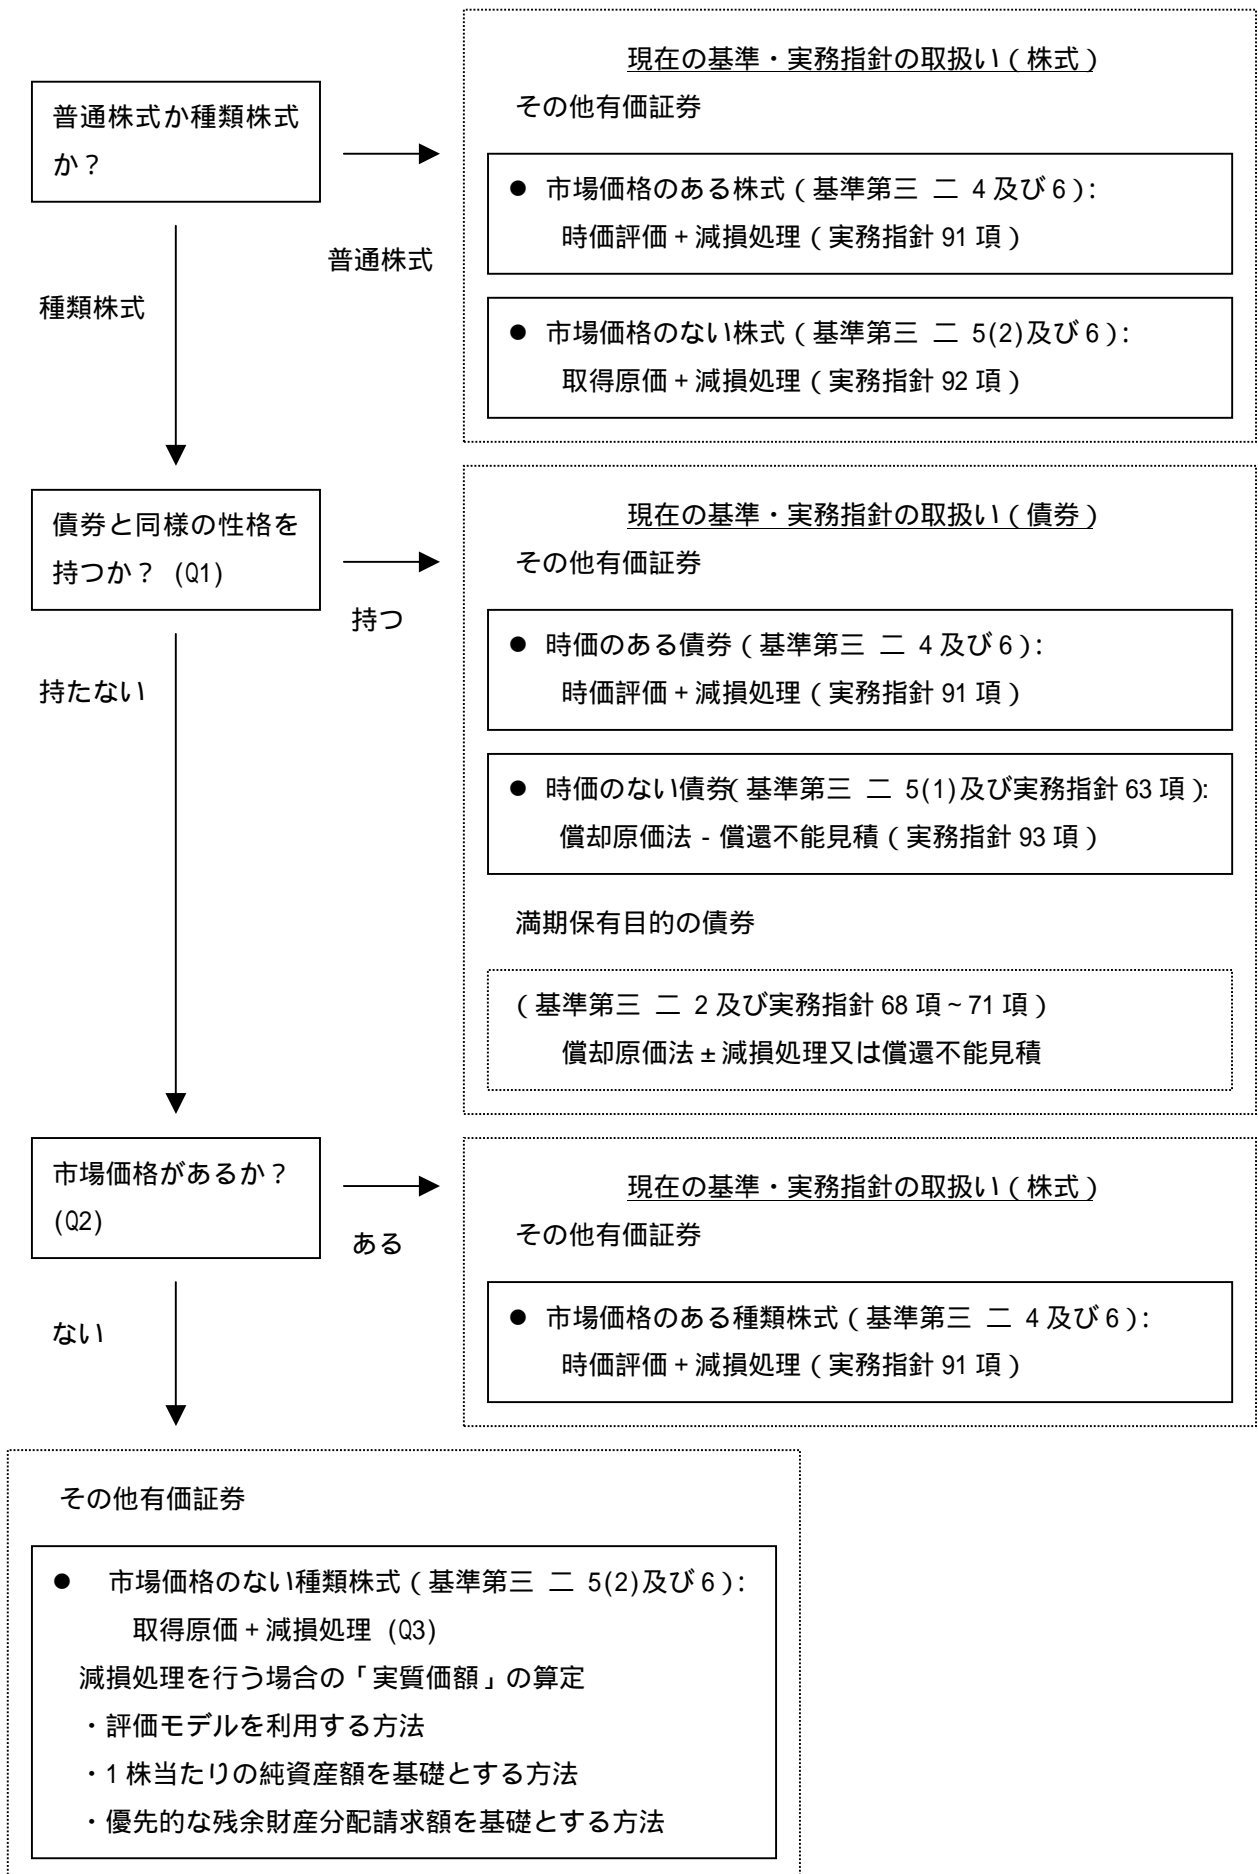 普通株式か種類株式
か？
普通株式
種類株式
現在の基準・実務指針の取扱い（株式）
その他有価証券
● 市場価格のある株式（基準第三 二 4 及び 6）:
時価評価 + 減損処理（実務指針 91 項）
● 市場価格のない株式（基準第三 二 5(2)及び 6）:
取得原価 + 減損処理（実務指針 92 項）
債券と同様の性格を
持つか？ (Q1)
持つ
持たない
現在の基準・実務指針の取扱い（債券）
その他有価証券
● 時価のある債券（基準第三 二 4 及び 6）:
時価評価 + 減損処理（実務指針 91 項）
● 時価のない債券（基準第三 二 5(1)及び実務指針 63 項）:
償却原価法 - 償還不能見積（実務指針 93 項）
満期保有目的の債券
（基準第三 二 2 及び実務指針 68 項~71 項）
償却原価法 ± 減損処理又は償還不能見積
市場価格があるか？
(Q2)
ある
ない
現在の基準・実務指針の取扱い（株式）
その他有価証券
● 市場価格のある種類株式（基準第三 二 4 及び 6）:
時価評価 + 減損処理（実務指針 91 項）
その他有価証券
● 市場価格のない種類株式（基準第三 二 5(2)及び 6）:
取得原価 + 減損処理 (Q3)
減損処理を行う場合の「実質価額」の算定
・評価モデルを利用する方法
・1 株当たりの純資産額を基礎とする方法
・優先的な残余財産分配請求額を基礎とする方法